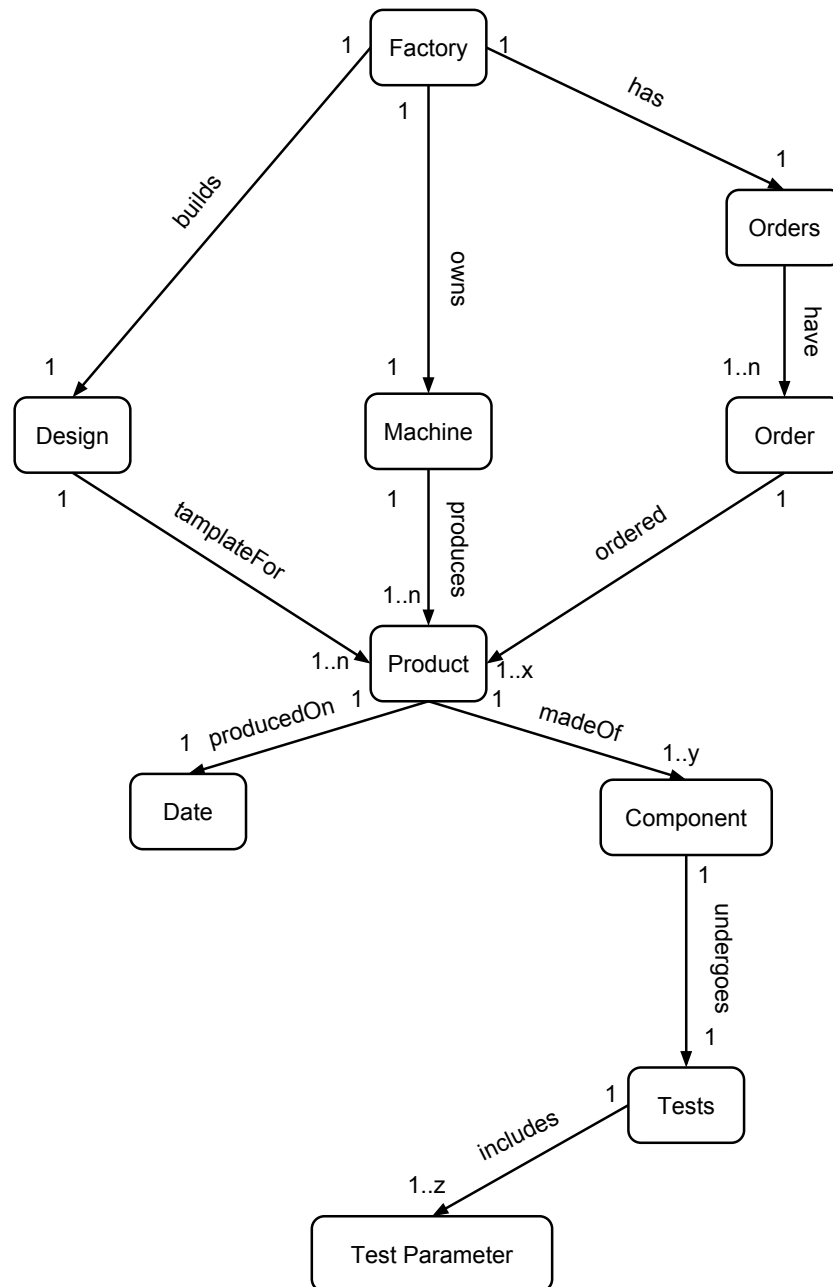 1
Factory
1
1
has
1
builds
Orders
owns
have
1
1
1..n
Design
Machine
Order
1
1
1
tamplateFor
produces
ordered
1..n
1..n
Product
1..x
1
1
producedOn
madeOf
1
1..y
Date
Component
1
undergoes
1
1
Tests
includes
1..z
Test Parameter